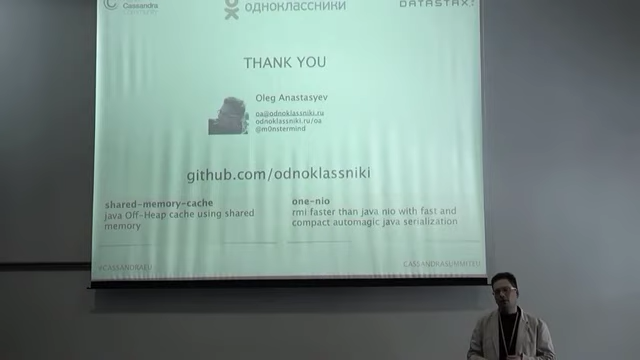 Cassandra
одноклассники
DATASTAX
THANK YOU
Oleg Anastasyev
oa@odnoklassniki.ru
odnoklassniki.ru/oa
@m0nstermind
github.com/odnoklassniki
shared-memory-cache
java Off-Heap cache using shared
memory
one-nio
rmi faster than java nio with fast and
compact automagic java serialization
#CASSANDRAEU
CASSANDRASUMMITEU